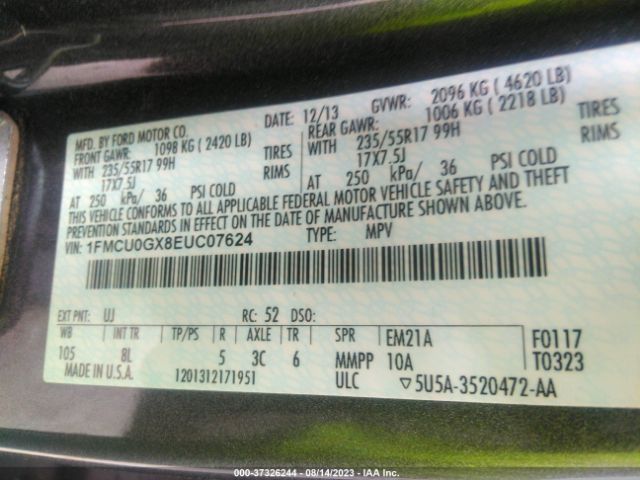 MFD. BY FORD MOTOR CO.
DATE: 12/13 GVWR: 2096 KG ( 4620 LB)
FRONT GAWR: 1098 KG ( 2420 LB) REAR GAWR: 1006 KG ( 2218 LB)
WITH 235/55R17 99H TIRES WITH 235/55R17 99H TIRES
17X7.5J RIMS 17X7.5J RIMS
AT 250 kPa/ 36 PSI COLD AT 250 kPa/ 36 PSI COLD
THIS VEHICLE CONFORMS TO ALL APPLICABLE FEDERAL MOTOR VEHICLE SAFETY AND THEFT
PREVENTION STANDARDS IN EFFECT ON THE DATE OF MANUFACTURE SHOWN ABOVE.
VIN: 1FMCU0GX8EUC07624 TYPE: MPV
EXT PNT: UJ RC: 52 DSO:
WB INT TR TP/PS R AXLE TR SPR EM21A F0117
105 8L 5 3C 6 MMPP 10A T0323
MADE IN U.S.A. 1201312171951 ULC ▽5U5A-3520472-AA
000-37326244 - 08/14/2023 - IAA Inc.